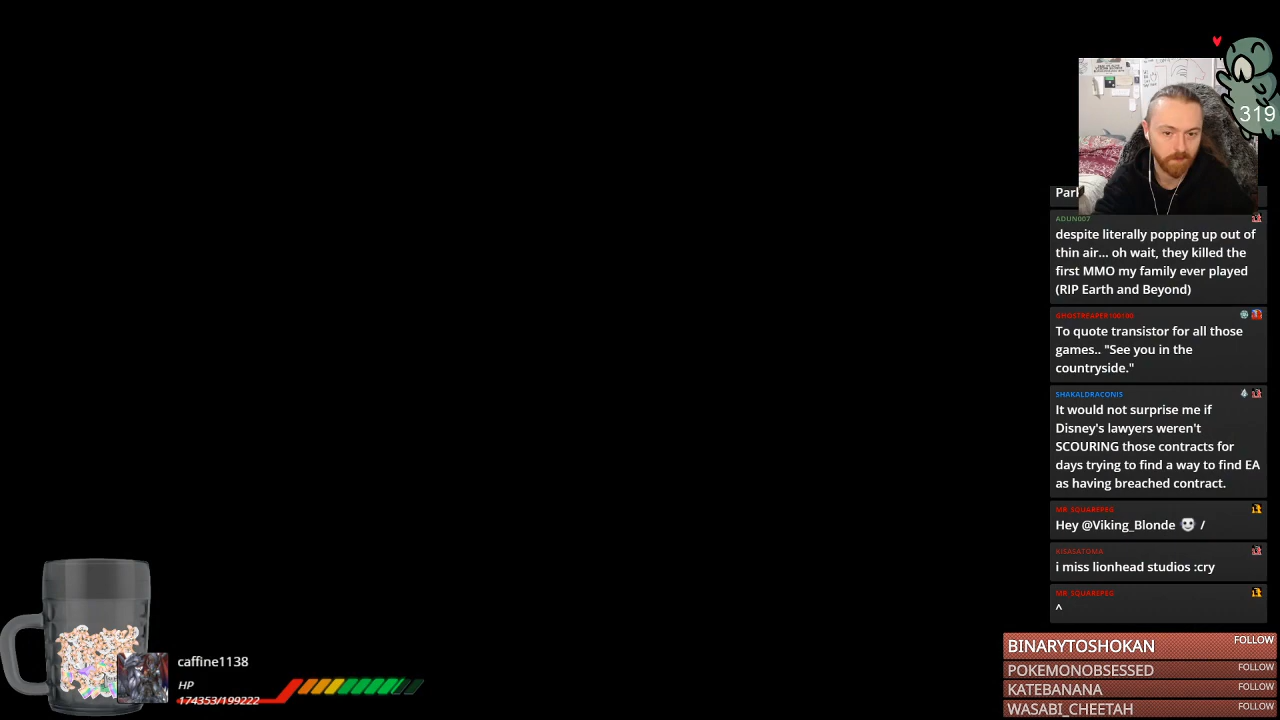 319
Parl
ADUN007
despite literally popping up out of
thin air... oh wait, they killed the
first MMO my family ever played
(RIP Earth and Beyond)
GHOSTREAPER100100
To quote transistor for all those
games.. "See you in the
countryside."
SHAKALDRACONIS
It would not surprise me if
Disney's lawyers weren't
SCOURING those contracts for
days trying to find a way to find EA
as having breached contract.
MR_SQUAREPEG
Hey @Viking_Blonde /
KISASATOMA
i miss lionhead studios :cry
MR_SQUAREPEG
^
BINARYTOSHOKAN FOLLOW
POKEMONOBSESSED FOLLOW
KATEBANANA FOLLOW
WASABI_CHEETAH FOLLOW
caffine1138
HP
174353/199222